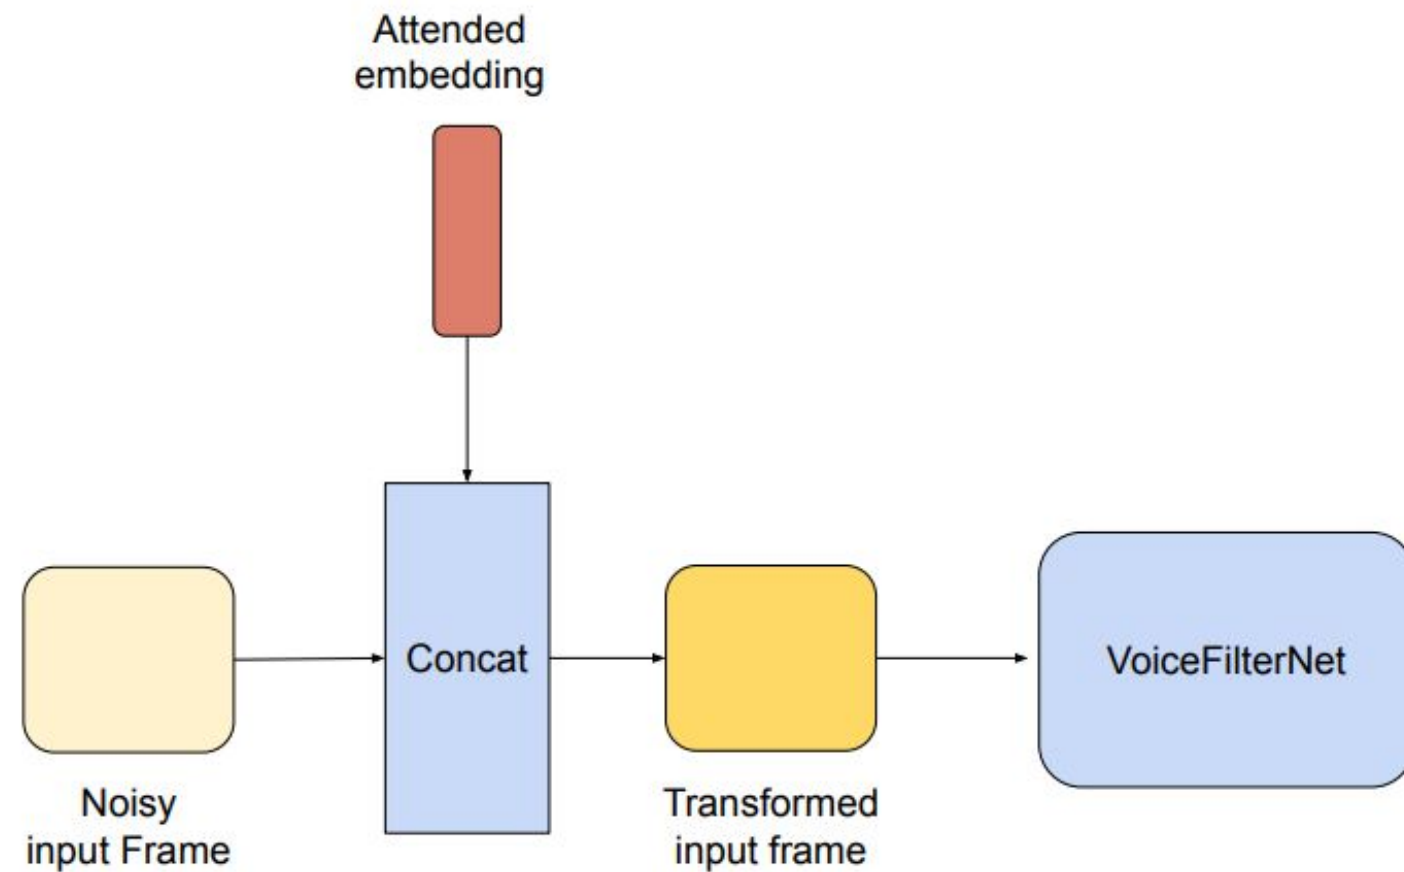 Attended
embedding
Concat
VoiceFilterNet
Noisy
input Frame
Transformed
input frame